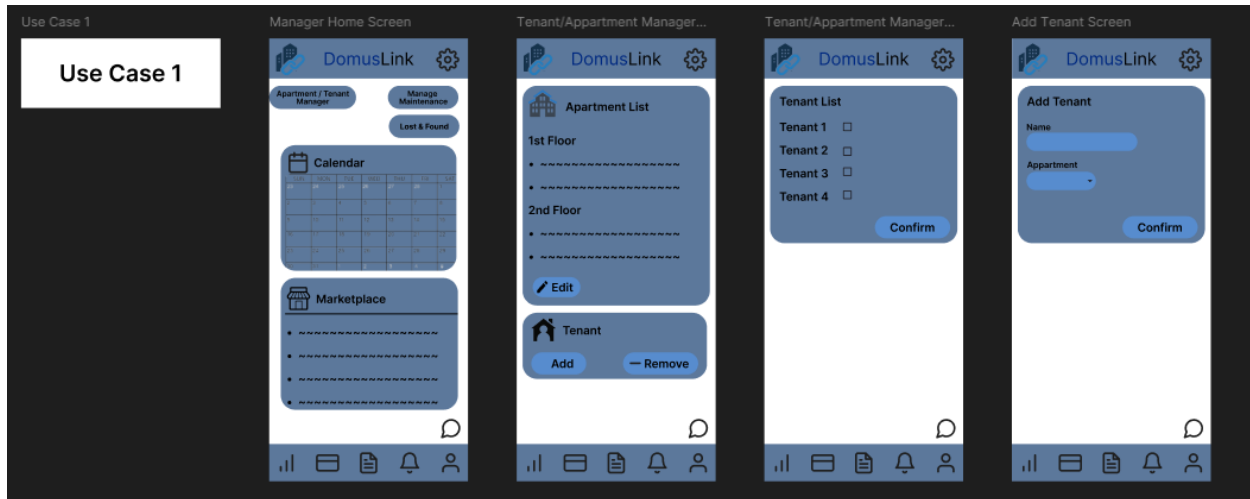 Use Case 1
Manager Home Screen
Tenant/Appartment Manager...
Tenant/Appartment Manager...
Add Tenant Screen
Use Case 1
DomusLink
Apartment / Tenant
Manager
Manage
Maintenance
Lost & Found
Calendar
Marketplace
• ~~~~~~~~~~~~~~~~~~
• ~~~~~~~~~~~~~~~~~~
• ~~~~~~~~~~~~~~~~~~
• ~~~~~~~~~~~~~~~~~~
DomusLink
Apartment List
1st Floor
• ~~~~~~~~~~~~~~~~~~
• ~~~~~~~~~~~~~~~~~~
2nd Floor
• ~~~~~~~~~~~~~~~~~~
• ~~~~~~~~~~~~~~~~~~
Edit
Tenant
Add
Remove
DomusLink
Tenant List
Tenant 1
Tenant 2
Tenant 3
Tenant 4
Confirm
DomusLink
Add Tenant
Name
Appartment
Confirm